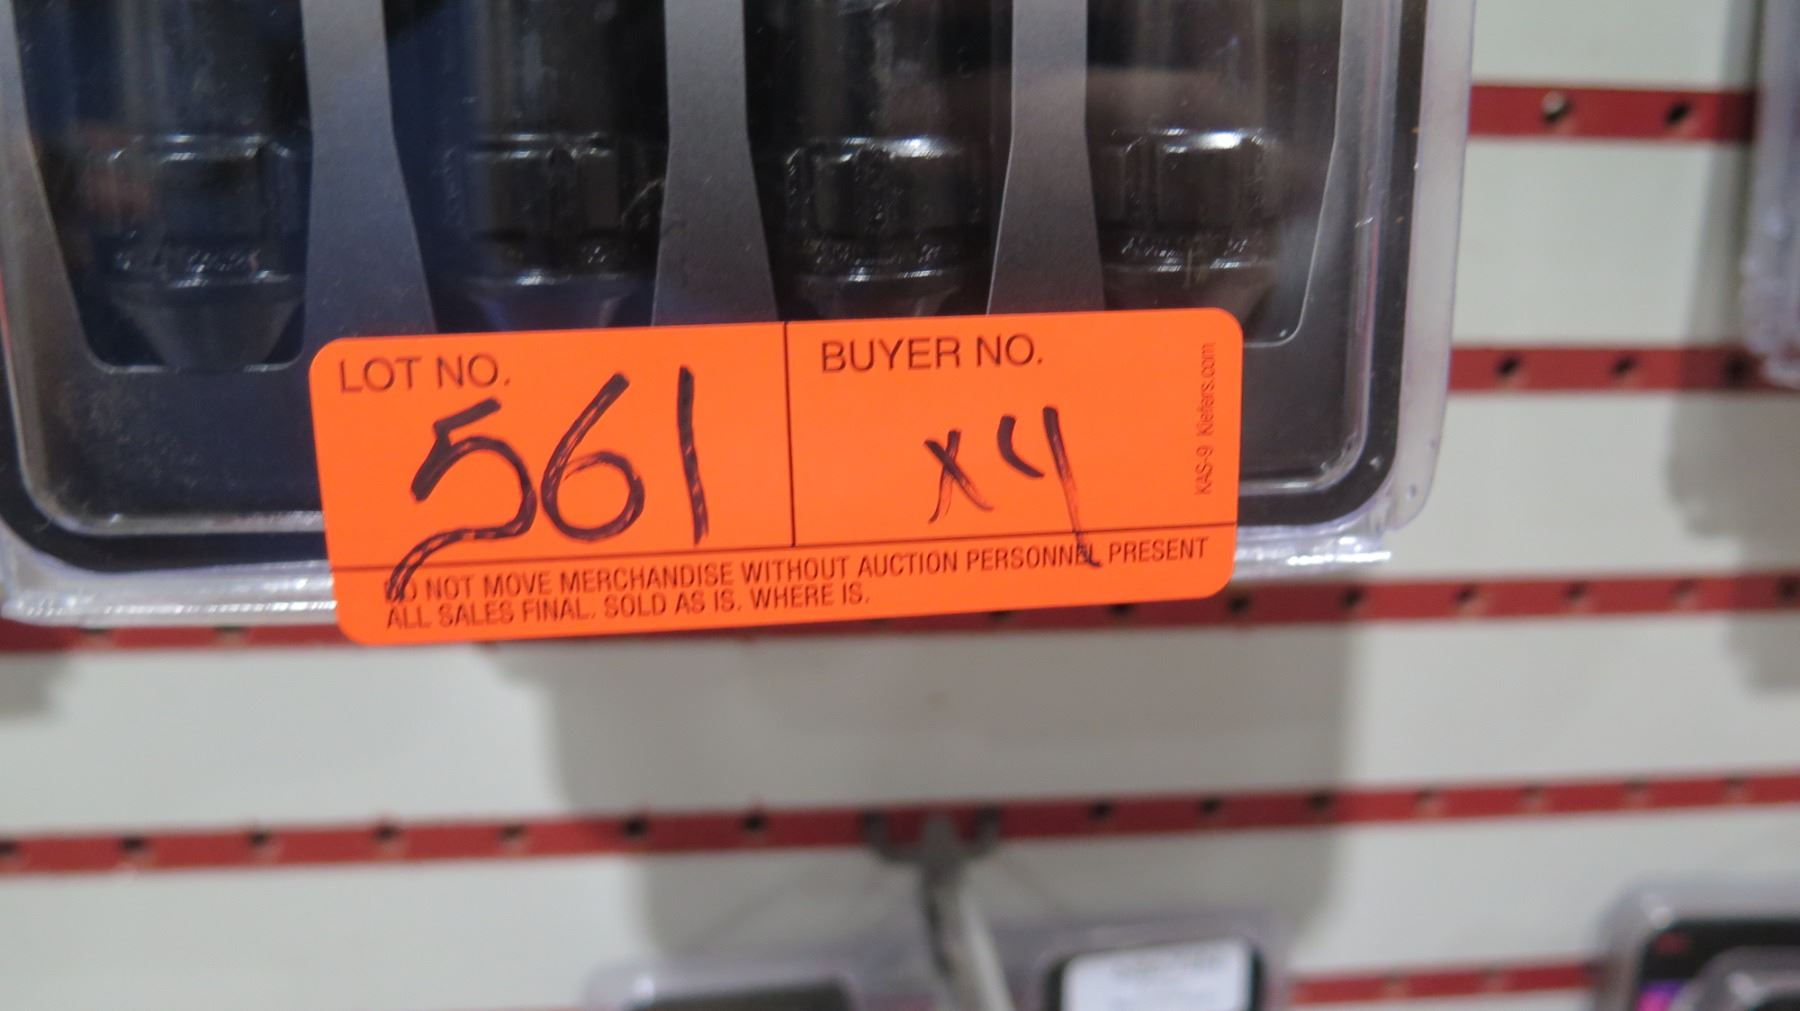 LOT NO.
561
BUYER NO.
x4
KAS-9 Kiefers.com
DO NOT MOVE MERCHANDISE WITHOUT AUCTION PERSONNEL PRESENT
ALL SALES FINAL. SOLD AS IS. WHERE IS.